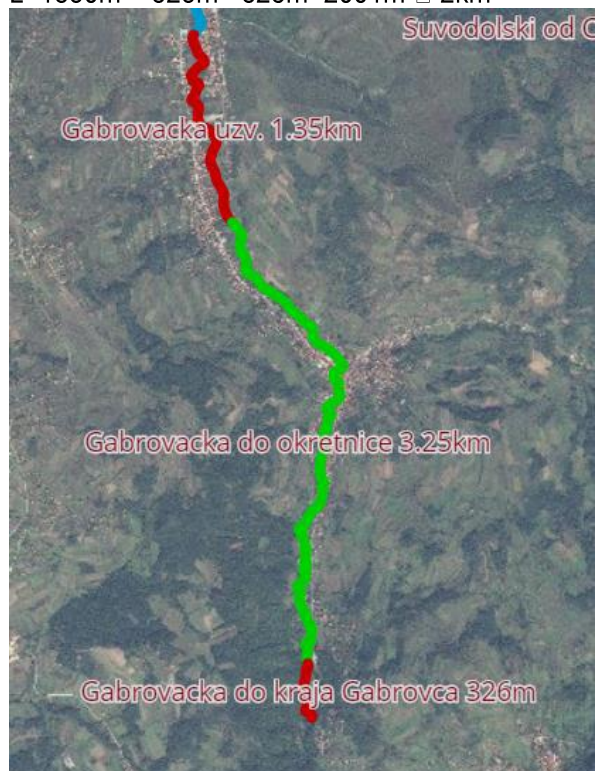 Suvodolski od
Gabrovacka uzv. 1.35km
Gabrovacka do okretnice 3.25km
Gabrovacka do kraja Gabrovca 326m